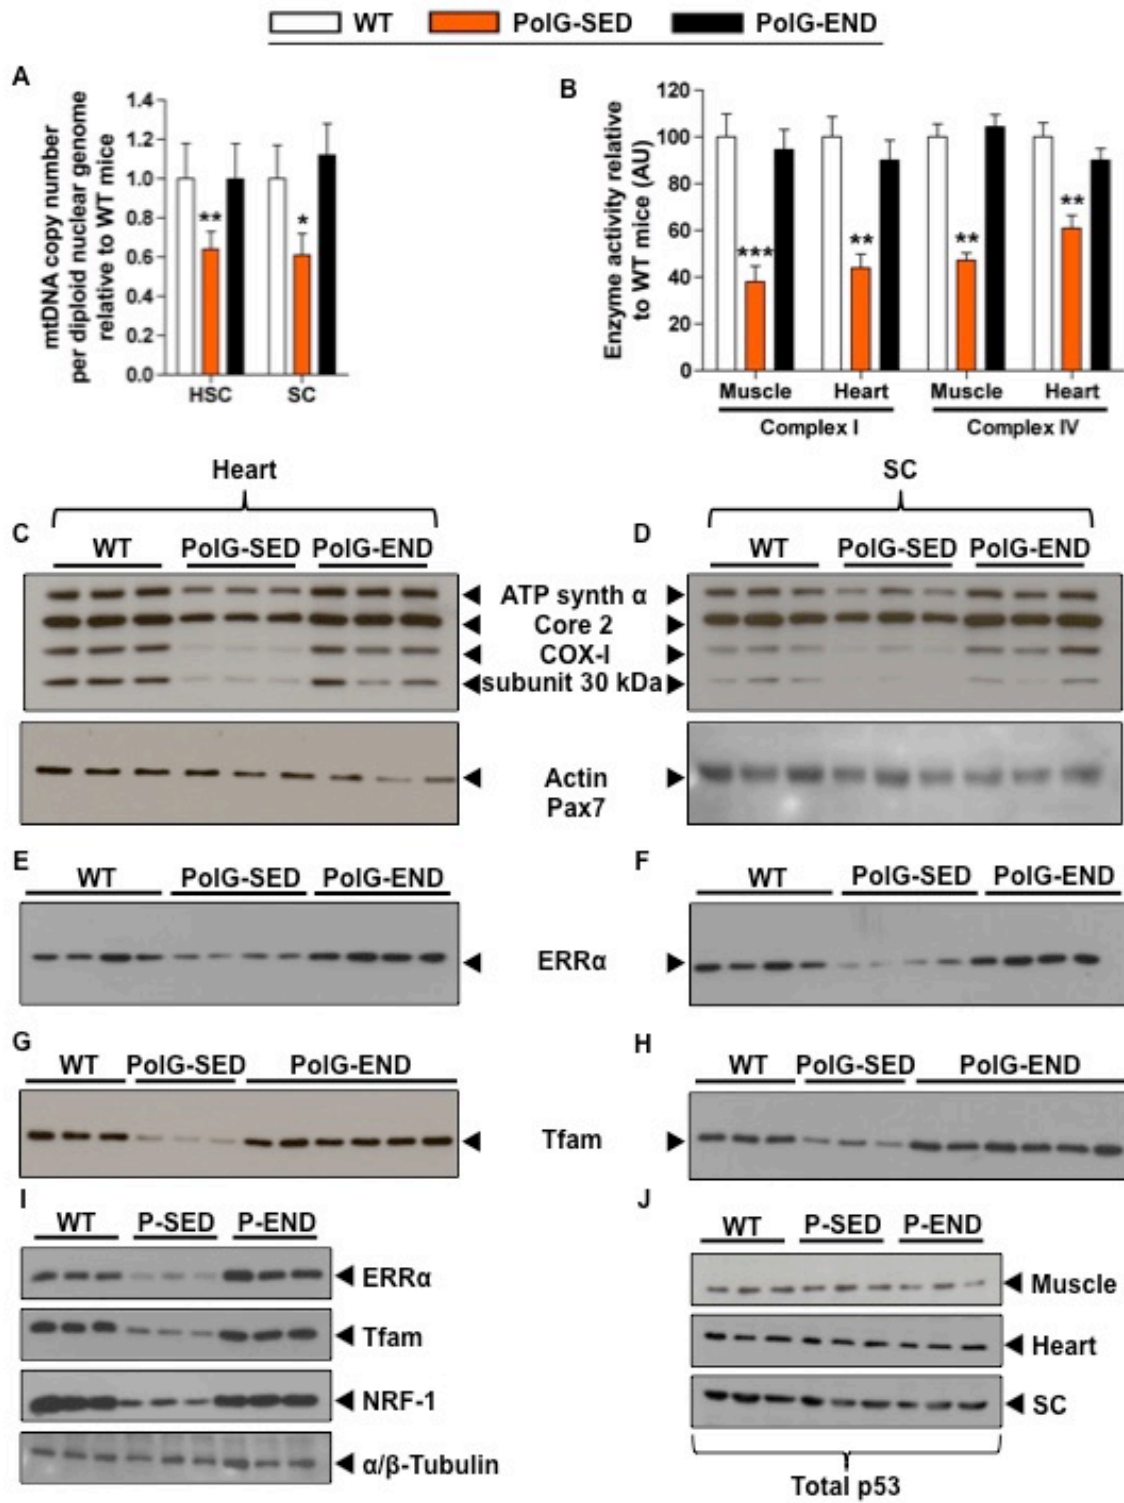 WT PolG-SED PolG-END
A
mtDNA copy number
per diploid nuclear genome
relative to WT mice
1.4
1.2
1.0
0.8
0.6
0.4
0.2
0.0
** *
HSC SC
B
Enzyme activity relative
to WT mice (AU)
120
100
80
60
40
20
0
*** ** ** **
Muscle Heart Muscle Heart
Complex I Complex IV
Heart
SC
C
WT PolG-SED PolG-END
D
WT PolG-SED PolG-END
ATP synth α
Core 2
COX-I
subunit 30 kDa
Actin
Pax7
E
WT PolG-SED PolG-END
F
WT PolG-SED PolG-END
ERRα
G
WT PolG-SED PolG-END
H
WT PolG-SED PolG-END
Tfam
I
WT P-SED P-END
ERRα
Tfam
NRF-1
α/β-Tubulin
J
WT P-SED P-END
Muscle
Heart
SC
Total p53